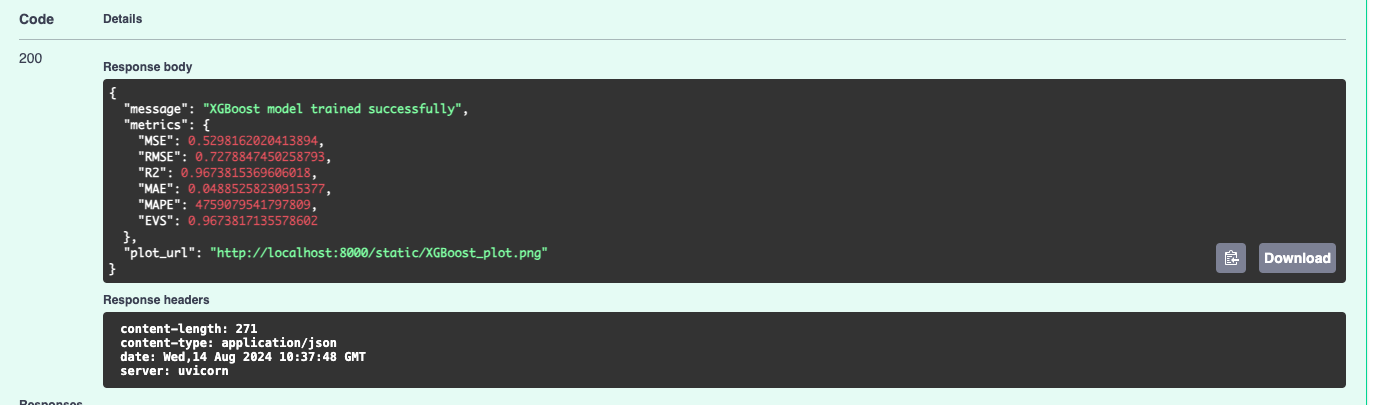 Code Details
200
Response body
{
"message": "XGBoost model trained successfully",
"metrics": {
"MSE": 0.5298162020413894,
"RMSE": 0.7278847450258793,
"R2": 0.9673815369606018,
"MAE": 0.04885258230915377,
"MAPE": 4759079541797809,
"EVS": 0.9673817135578602
},
"plot_url": "http://localhost:8000/static/XGBoost_plot.png"
}
Download
Response headers
content-length: 271
content-type: application/json
date: Wed,14 Aug 2024 10:37:48 GMT
server: uvicorn
Responses